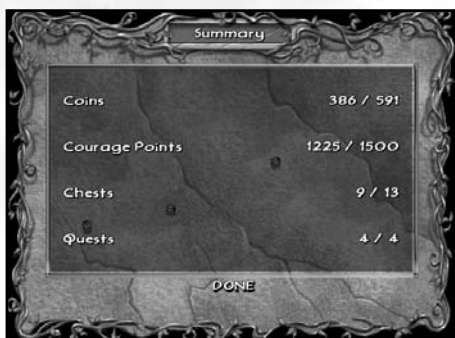 Summary
Coins 386 / 591
Courage Points 1225 / 1500
Chests 9 / 13
Quests 4 / 4
DONE